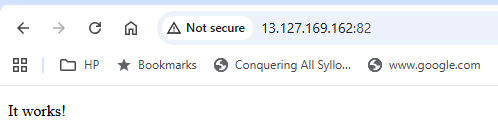 Not secure 13.127.169.162:82
HP Bookmarks Conquering All Syllo... www.google.com
It works!